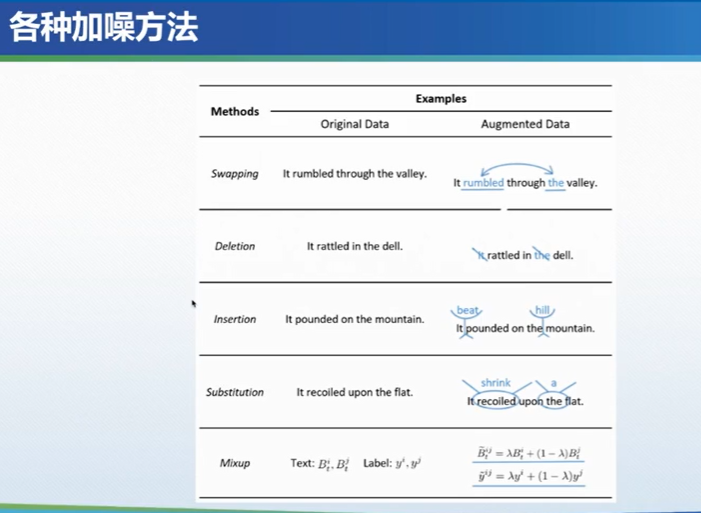 各种加噪方法
Examples
Methods
Original Data Augmented Data
Swapping It rumbled through the valley. It rumbled through the valley.
Deletion It rattled in the dell. It rattled in the dell.
beat hill
Insertion It pounded on the mountain. It pounded on the mountain.
shrink a
Substitution It recoiled upon the flat. It recoiled upon the flat.
Mixup Text: $B_t^i, B_t^j$ Label: $y^i, y^j$ $\tilde{B}_t^{ij} = \lambda B_t^i + (1 - \lambda) B_t^j$
$\tilde{y}^{ij} = \lambda y^i + (1 - \lambda) y^j$